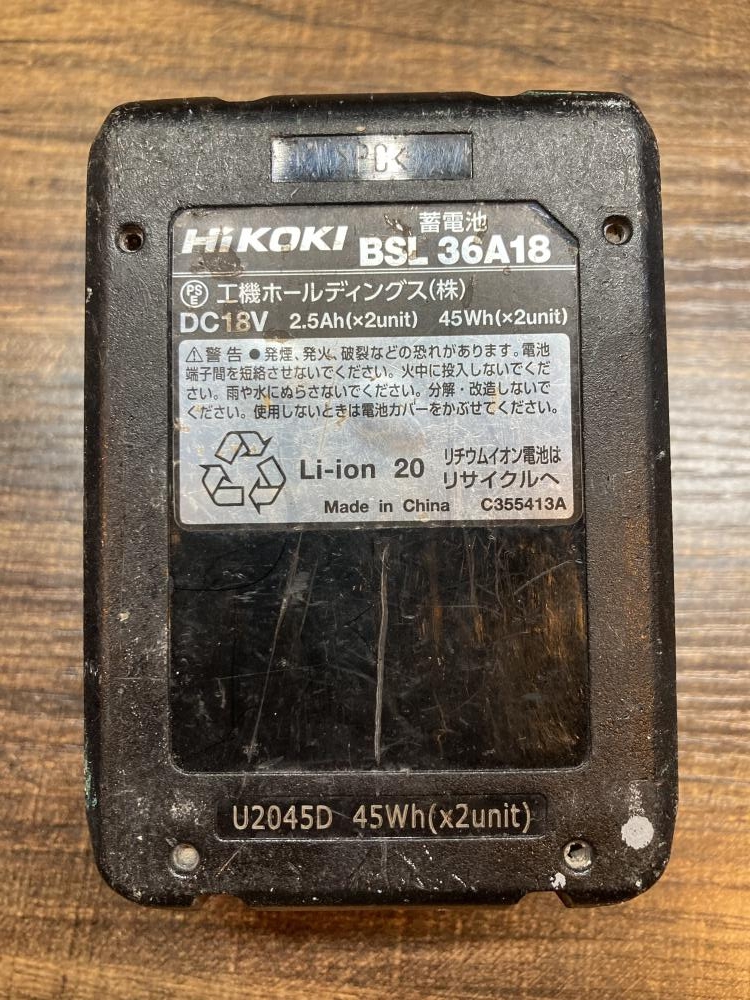 HiKOKI 蓄電池 BSL 36A18
PSE 工機ホールディングス(株)
DC18V 2.5Ah(×2unit) 45Wh(×2unit)
⚠警告 ●発煙、発火、破裂などの恐れがあります。電池
端子間を短絡させないでください。火中に投入しないでくだ
さい。雨や水にぬらさないでください。分解・改造しないで
ください。使用しないときは電池カバーをかぶせてください。
Li-ion 20 リチウムイオン電池は
リサイクルへ
Made in China C355413A
U2045D 45Wh(x2unit)